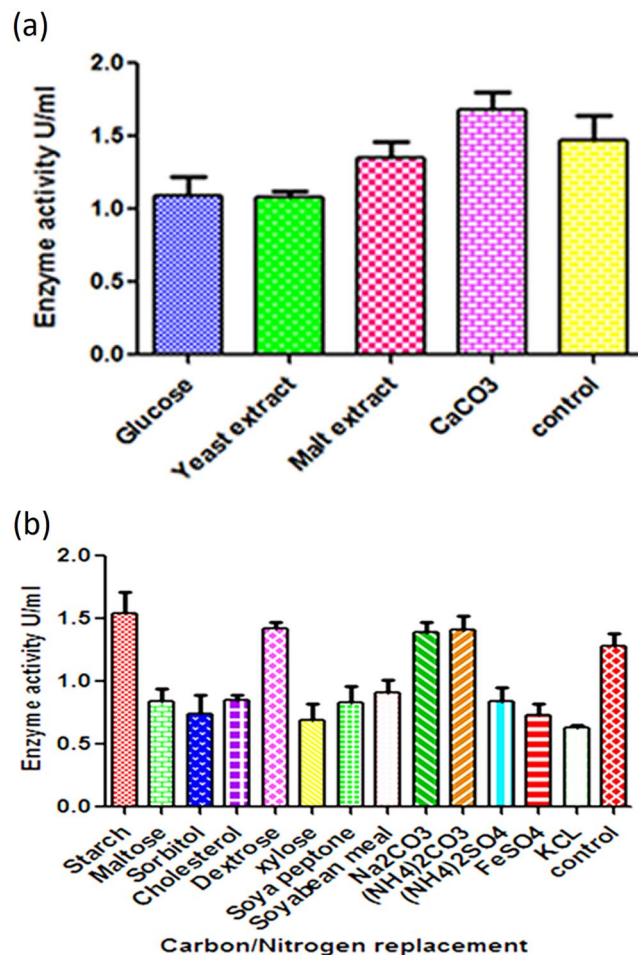 (a)
Enzyme activity U/ml
2.0
1.5
1.0
0.5
0.0
Glucose
Yeast extract
Malt extract
CaCO3
control
(b)
Enzyme activity U/ml
2.0
1.5
1.0
0.5
0.0
Starch
Maltose
Sorbitol
Cholesterol
Dextrose
xylose
Soya peptone
Soyabean meal
Na2CO3
(NH4)2CO3
(NH4)2SO4
FeSO4
KCL
control
Carbon/Nitrogen replacement